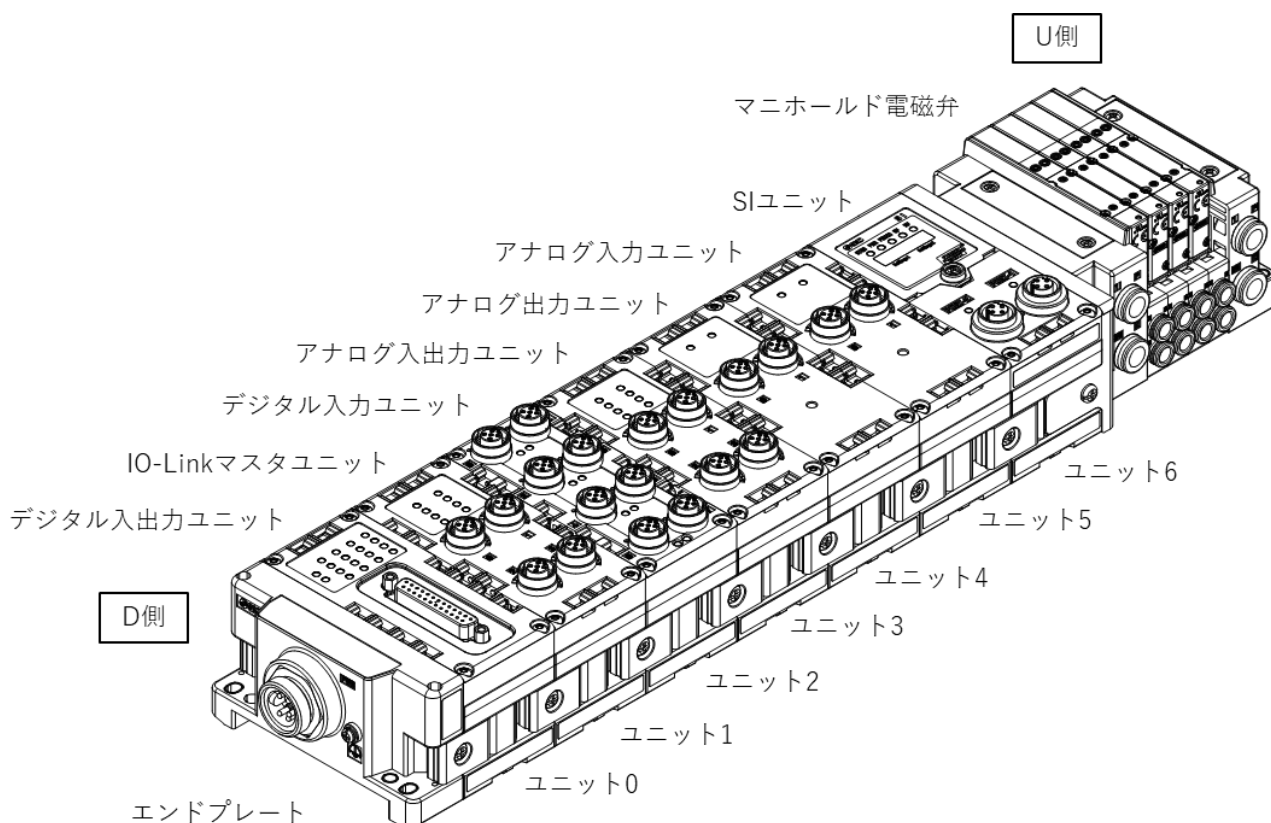 U側
マニホールド電磁弁
SIユニット
アナログ入力ユニット
アナログ出力ユニット
アナログ入出力ユニット
デジタル入力ユニット
IO-Linkマスタユニット
デジタル入出力ユニット
D側
ユニット6
ユニット5
ユニット4
ユニット3
ユニット2
ユニット1
ユニット0
エンドプレート